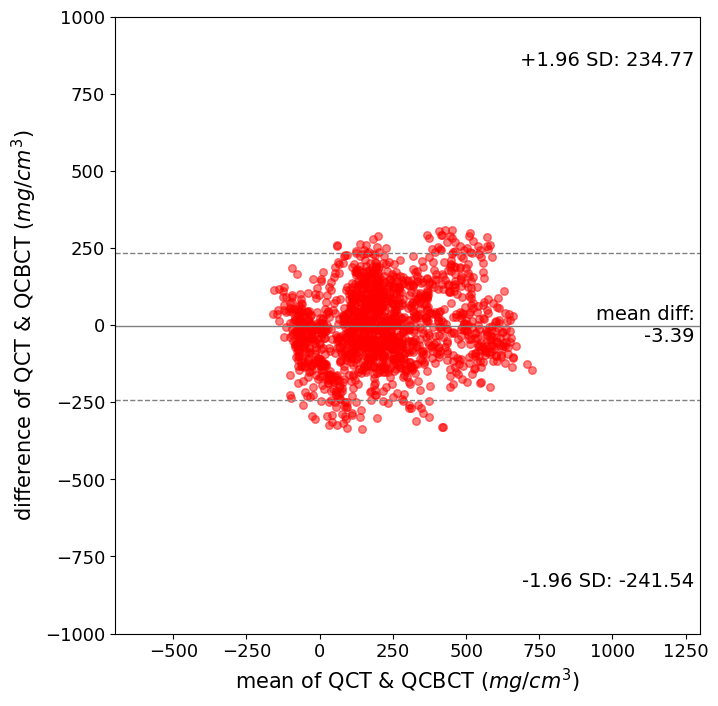 1000
750
500
250
0
−250
−500
−750
−1000
difference of QCT & QCBCT (mg/cm³)
+1.96 SD: 234.77
mean diff:
-3.39
-1.96 SD: -241.54
−500 −250 0 250 500 750 1000 1250
mean of QCT & QCBCT (mg/cm³)